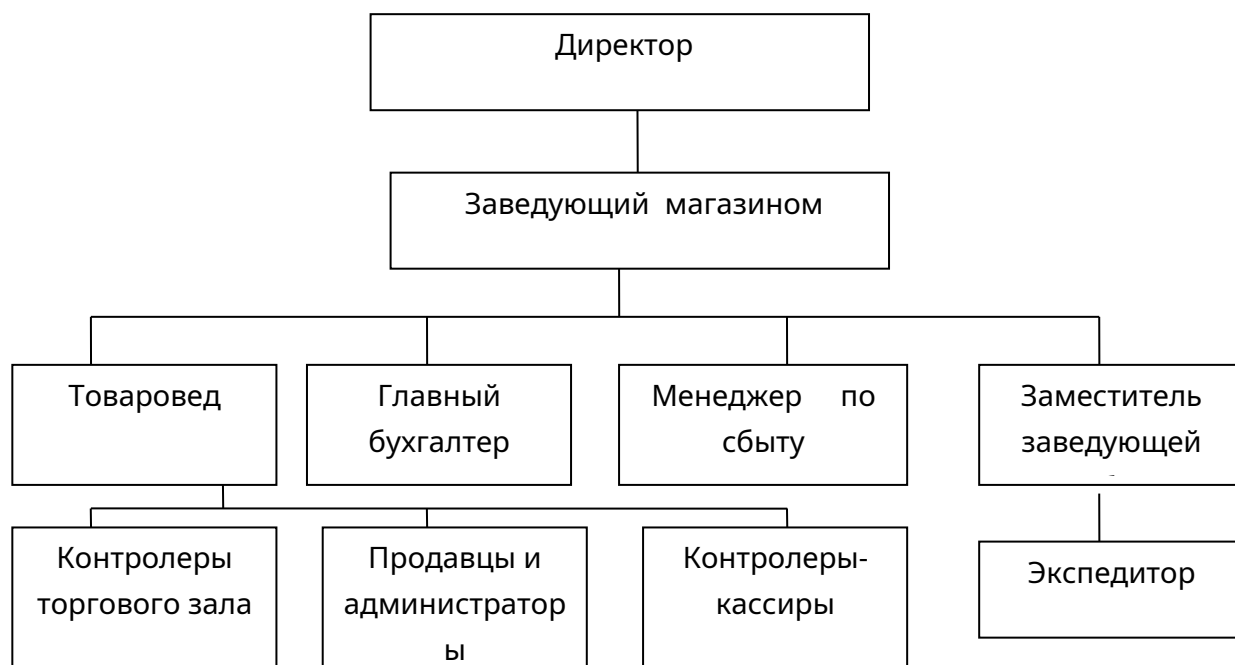 Директор
Заведующий магазином
Товаровед
Главный
бухгалтер
Менеджер по
сбыту
Заместитель
заведующей
Контролеры
торгового зала
Продавцы и
администратор
ы
Контролеры-
кассиры
Экспедитор